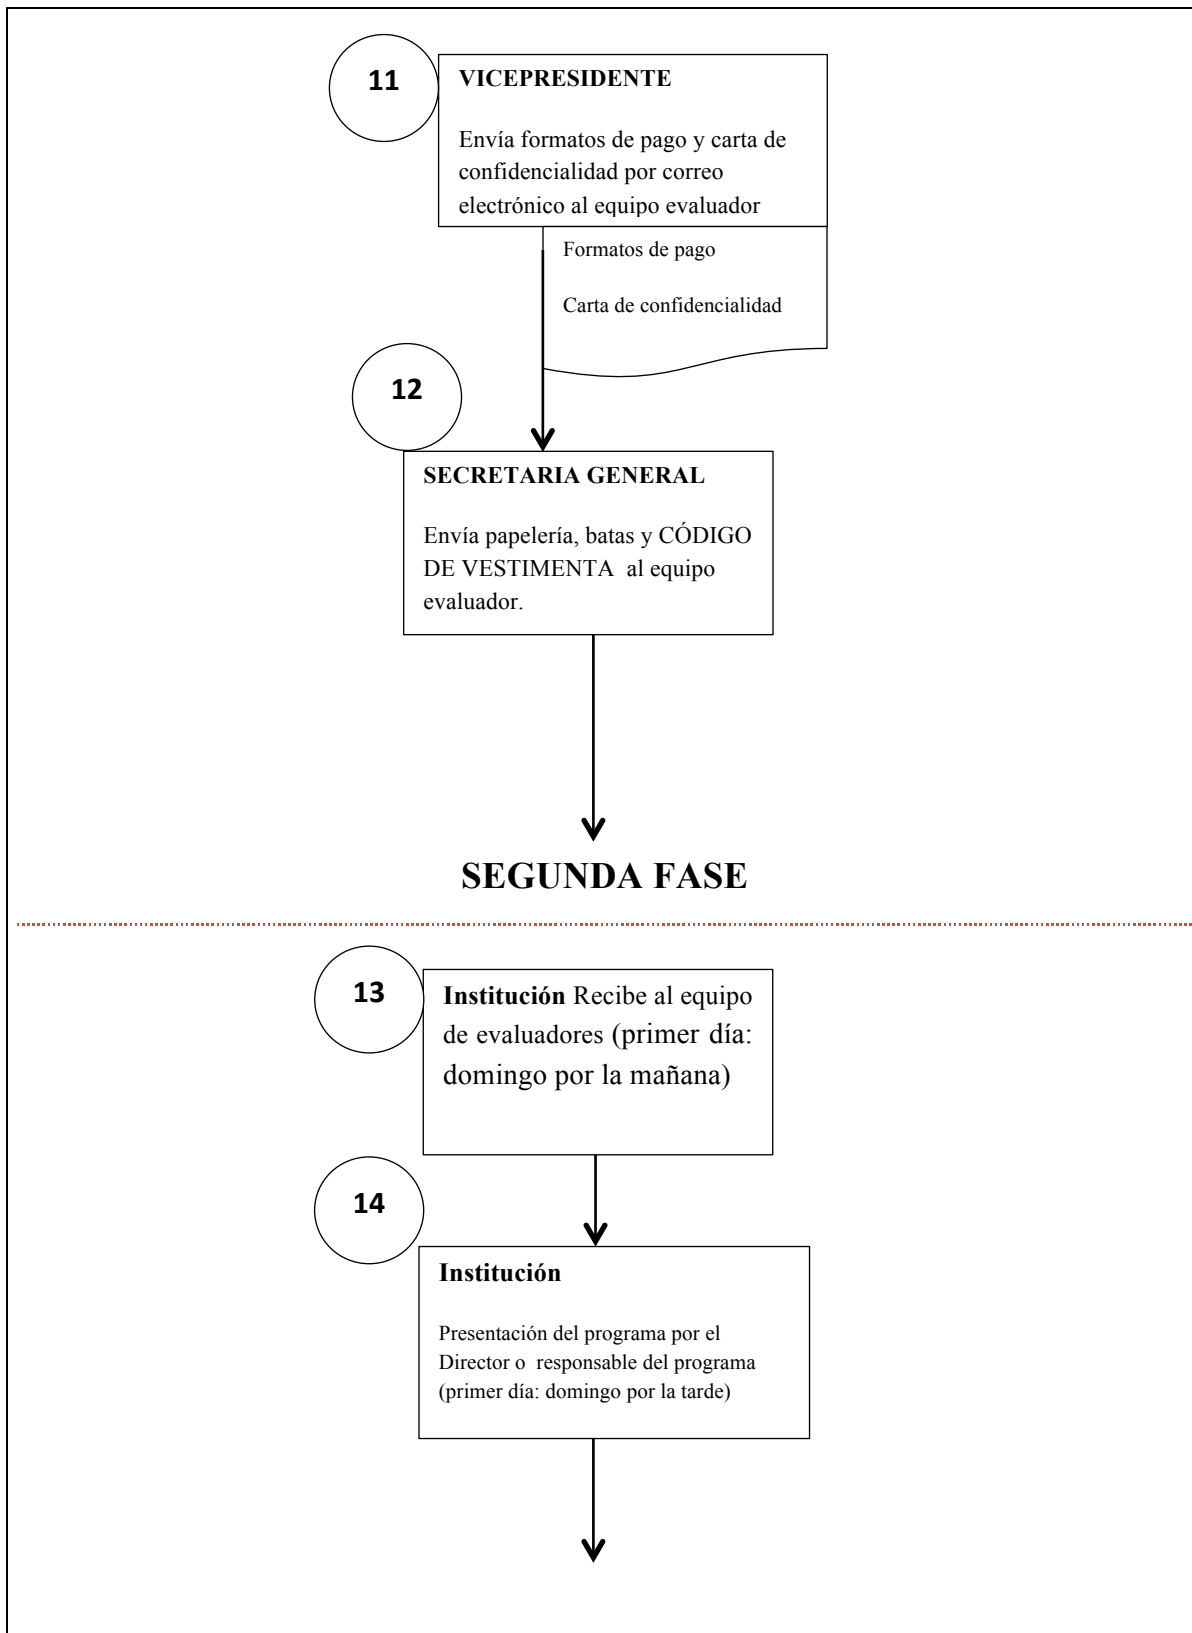 11
VICEPRESIDENTE
Envía formatos de pago y carta de
confidencialidad por correo
electrónico al equipo evaluador
Formatos de pago
Carta de confidencialidad
12
SECRETARIA GENERAL
Envía papelería, batas y CÓDIGO
DE VESTIMENTA al equipo
evaluador.
SEGUNDA FASE
13
Institución Recibe al equipo
de evaluadores (primer día:
domingo por la mañana)
14
Institución
Presentación del programa por el
Director o responsable del programa
(primer día: domingo por la tarde)